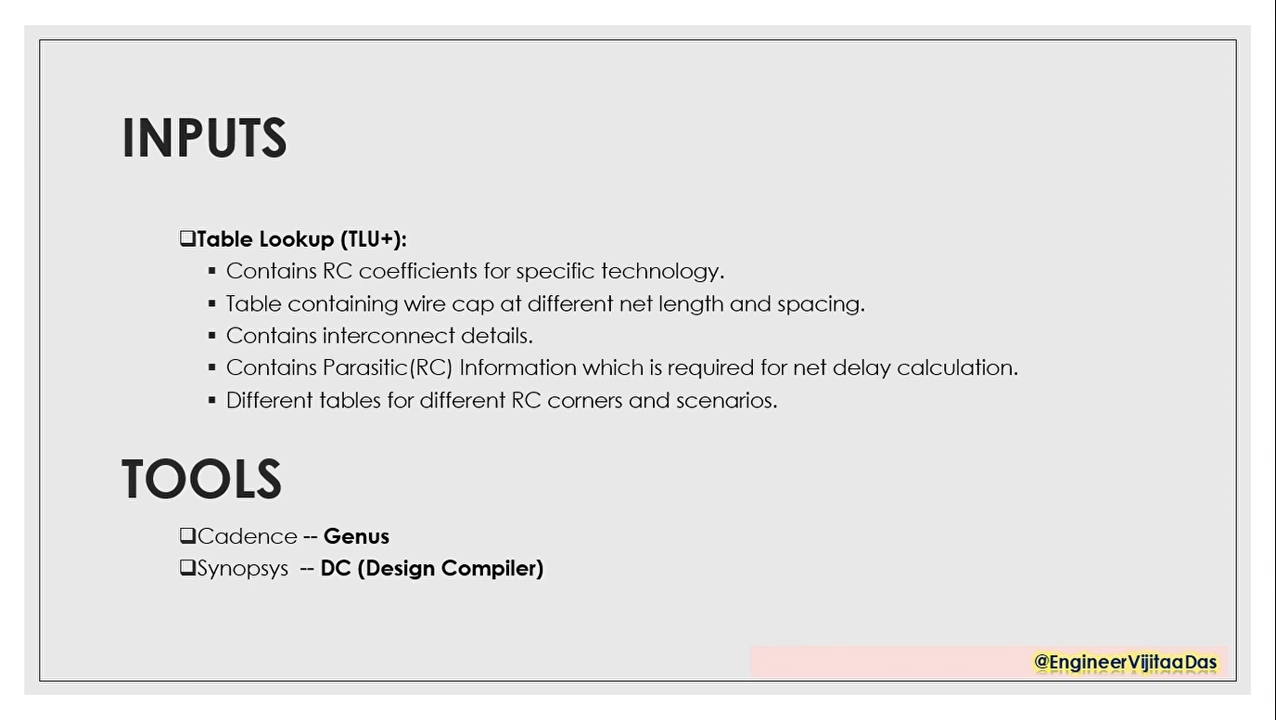 INPUTS
❑Table Lookup (TLU+):
▪ Contains RC coefficients for specific technology.
▪ Table containing wire cap at different net length and spacing.
▪ Contains interconnect details.
▪ Contains Parasitic(RC) Information which is required for net delay calculation.
▪ Different tables for different RC corners and scenarios.
TOOLS
❑Cadence -- Genus
❑Synopsys -- DC (Design Compiler)
@EngineerVijitaaDas